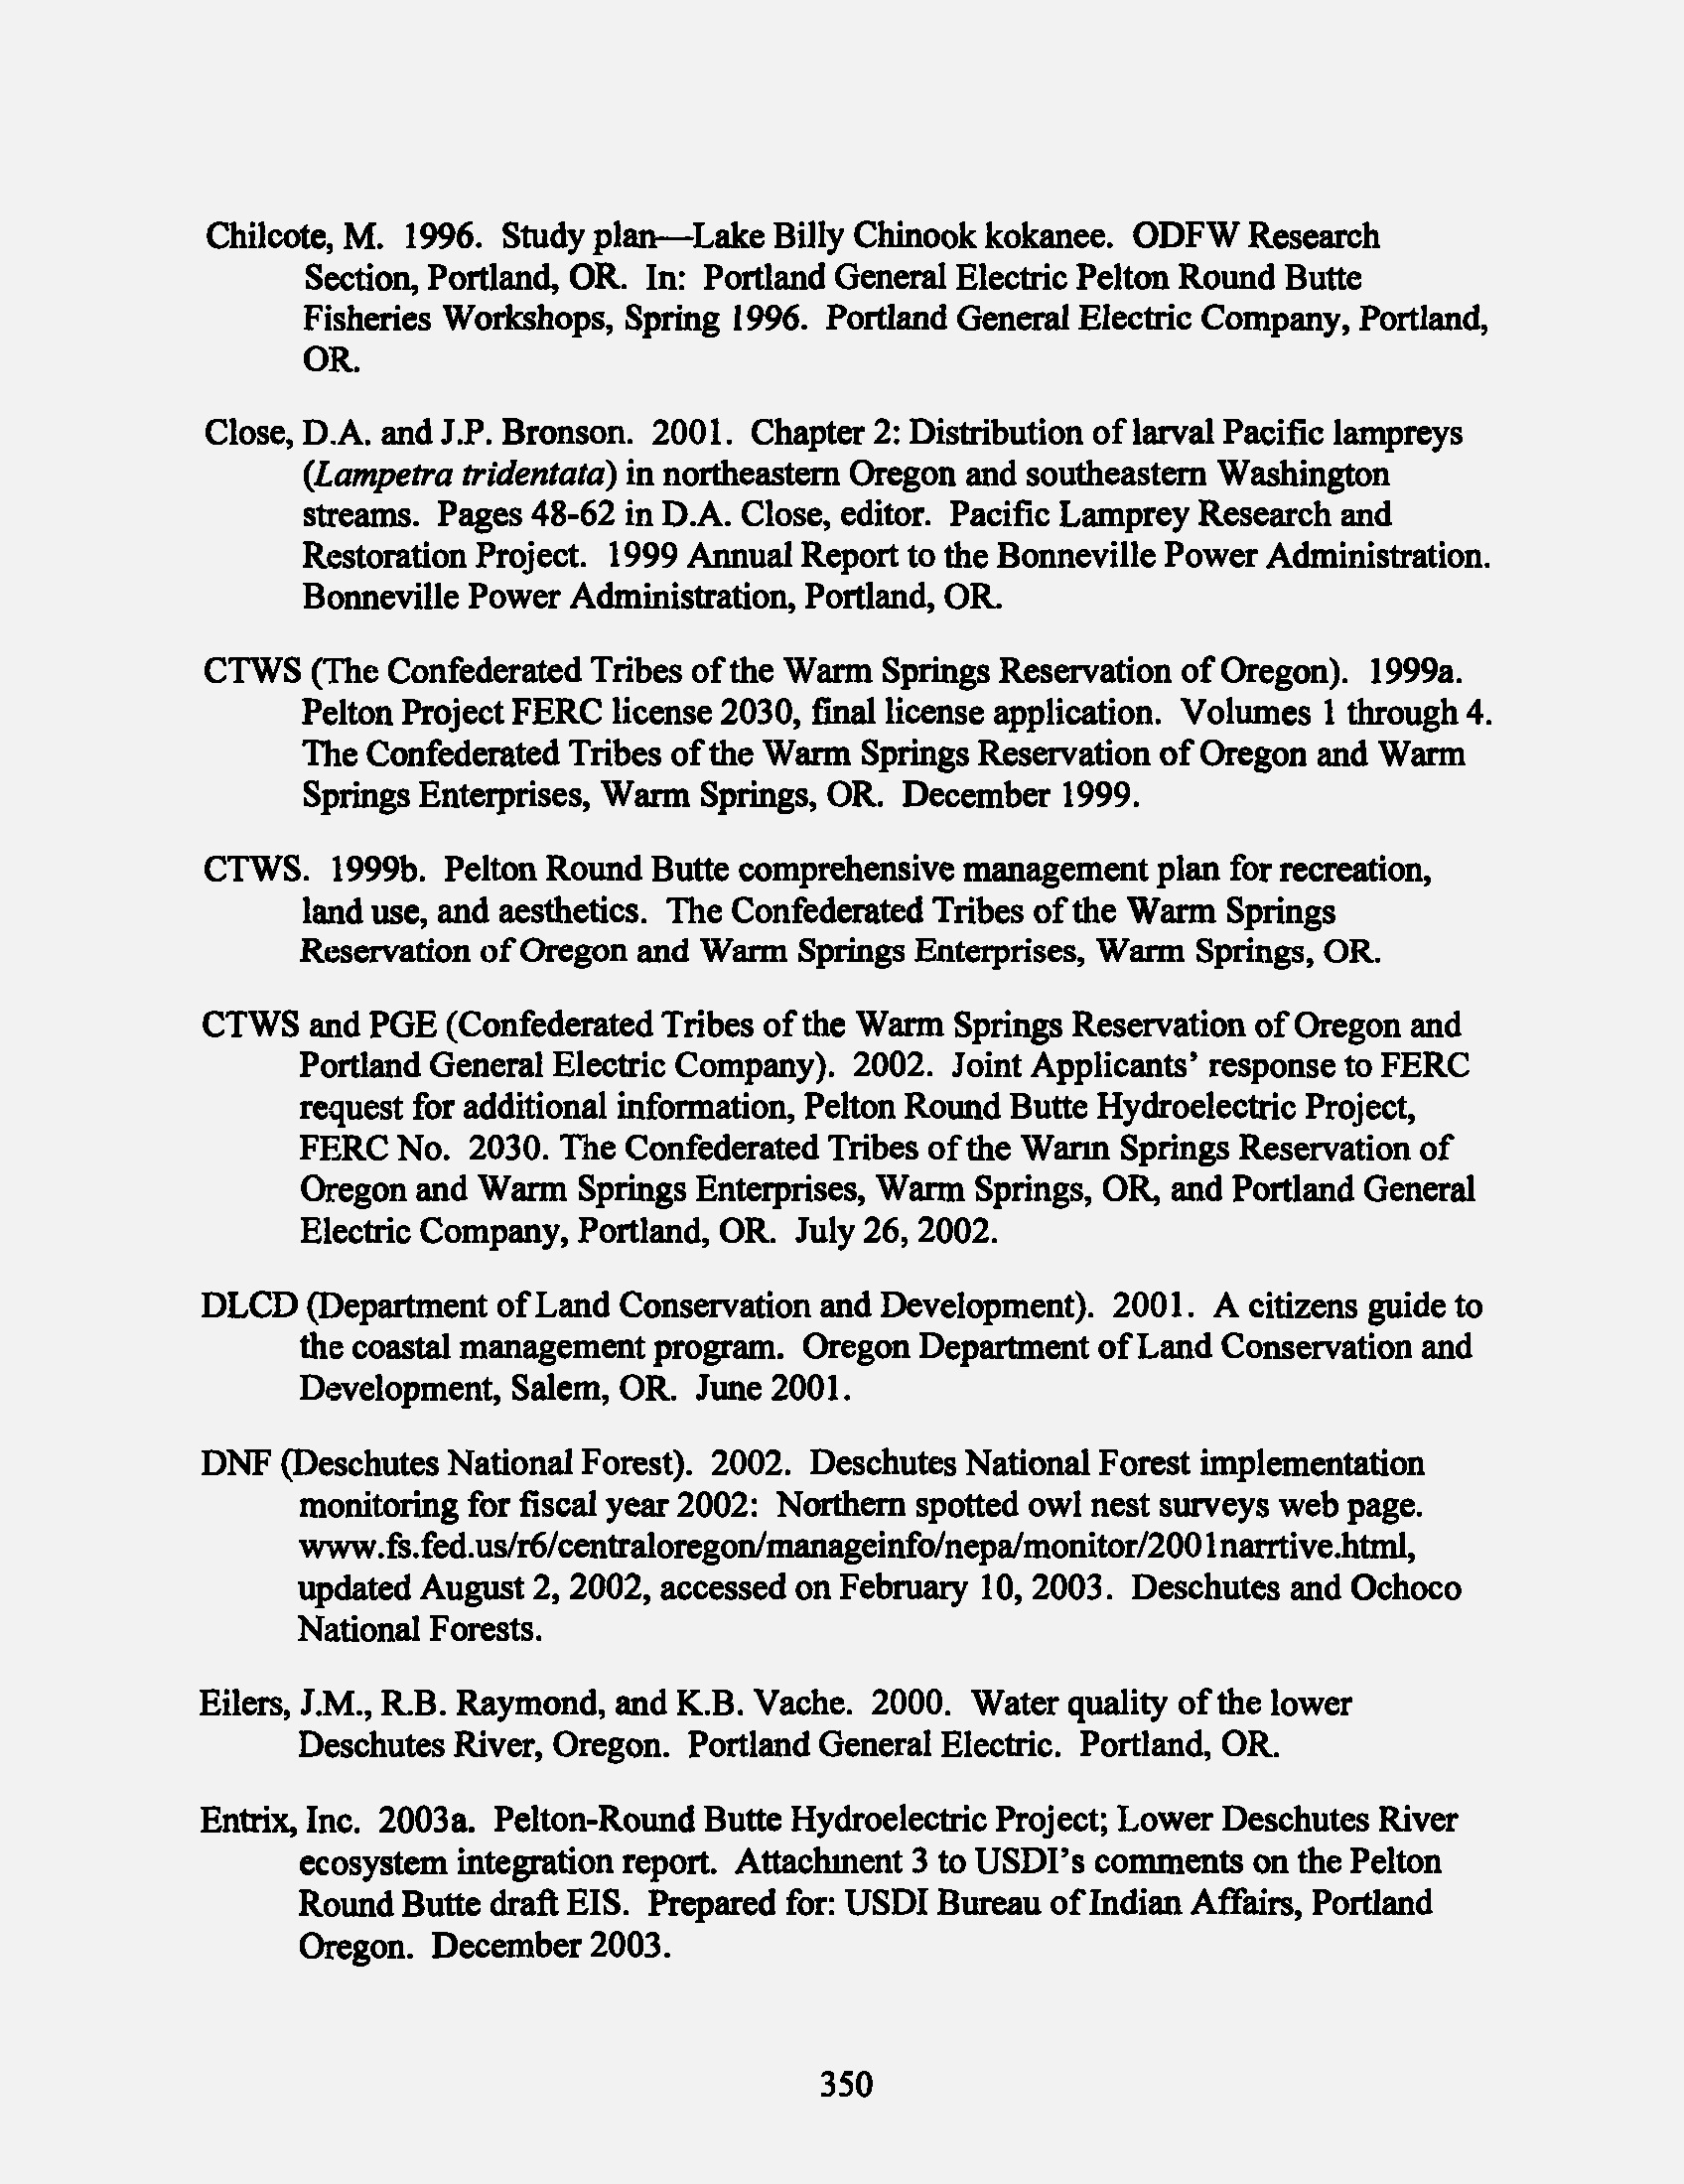 Chilcote, M. 1996. Study plan—Lake Billy Chinook kokanee. ODFW Research
Section, Portland, OR. In: Portland General Electric Pelton Round Butte
Fisheries Workshops, Spring 1996. Portland General Electric Company, Portland,
OR.
Close, D.A. and J.P. Bronson. 2001. Chapter 2: Distribution of larval Pacific lampreys
(Lampetra tridentata) in northeastern Oregon and southeastern Washington
streams. Pages 48-62 in D.A. Close, editor. Pacific Lamprey Research and
Restoration Project. 1999 Annual Report to the Bonneville Power Administration.
Bonneville Power Administration, Portland, OR.
CTWS (The Confederated Tribes of the Warm Springs Reservation of Oregon). 1999a.
Pelton Project FERC license 2030, final license application. Volumes 1 through 4.
The Confederated Tribes of the Warm Springs Reservation of Oregon and Warm
Springs Enterprises, Warm Springs, OR. December 1999.
CTWS. 1999b. Pelton Round Butte comprehensive management plan for recreation,
land use, and aesthetics. The Confederated Tribes of the Warm Springs
Reservation of Oregon and Warm Springs Enterprises, Warm Springs, OR.
CTWS and PGE (Confederated Tribes of the Warm Springs Reservation of Oregon and
Portland General Electric Company). 2002. Joint Applicants’ response to FERC
request for additional information, Pelton Round Butte Hydroelectric Project,
FERC No. 2030. The Confederated Tribes of the Warm Springs Reservation of
Oregon and Warm Springs Enterprises, Warm Springs, OR, and Portland General
Electric Company, Portland, OR. July 26, 2002.
DLCD (Department of Land Conservation and Development). 2001. A citizens guide to
the coastal management program. Oregon Department of Land Conservation and
Development, Salem, OR. June 2001.
DNF (Deschutes National Forest). 2002. Deschutes National Forest implementation
monitoring for fiscal year 2002: Northern spotted owl nest surveys web page.
www.fs.fed.us/r6/centraloregon/manageinfo/nepa/monitor/2001narrtive.html,
updated August 2, 2002, accessed on February 10, 2003. Deschutes and Ochoco
National Forests.
Eilers, J.M., R.B. Raymond, and K.B. Vache. 2000. Water quality of the lower
Deschutes River, Oregon. Portland General Electric. Portland, OR.
Entrix, Inc. 2003a. Pelton-Round Butte Hydroelectric Project; Lower Deschutes River
ecosystem integration report. Attachment 3 to USDI’s comments on the Pelton
Round Butte draft EIS. Prepared for: USDI Bureau of Indian Affairs, Portland
Oregon. December 2003.
350